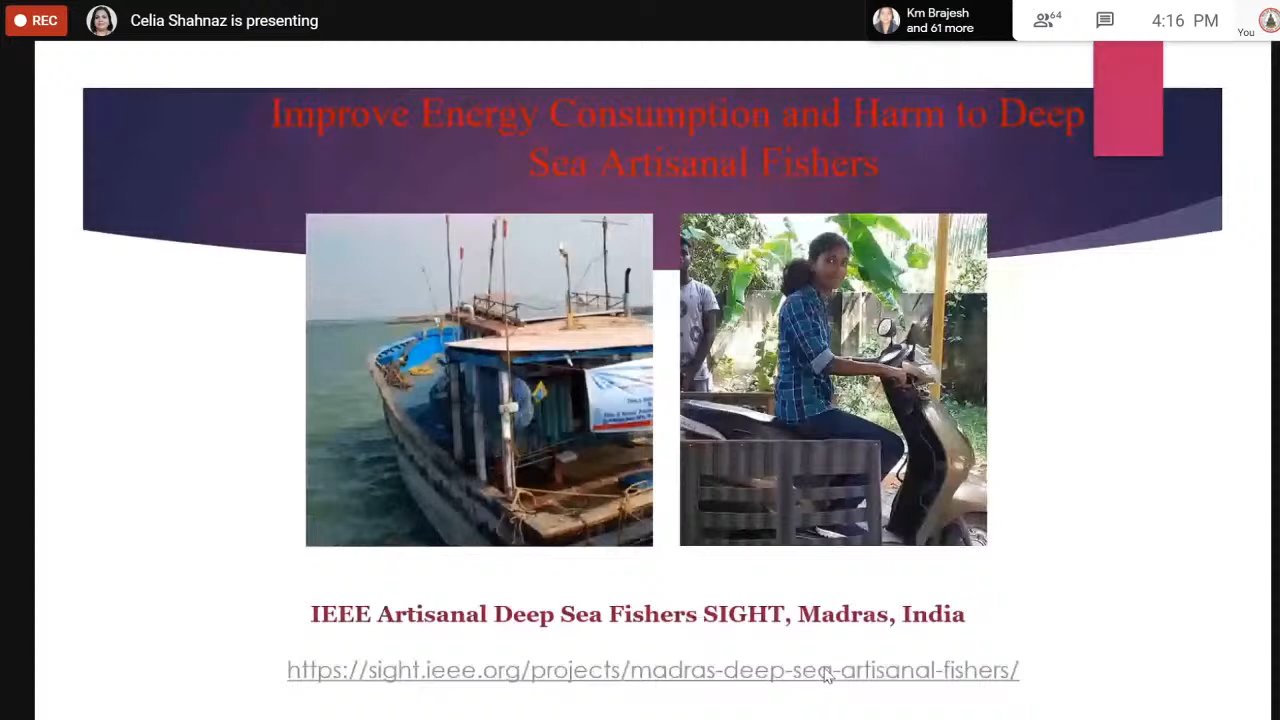 REC
Celia Shahnaz is presenting
Km Brajesh
and 61 more
64
4:16 PM
You
Improve Energy Consumption and Harm to Deep
Sea Artisanal Fishers
IEEE Artisanal Deep Sea Fishers SIGHT, Madras, India
https://sight.ieee.org/projects/madras-deep-sea-artisanal-fishers/